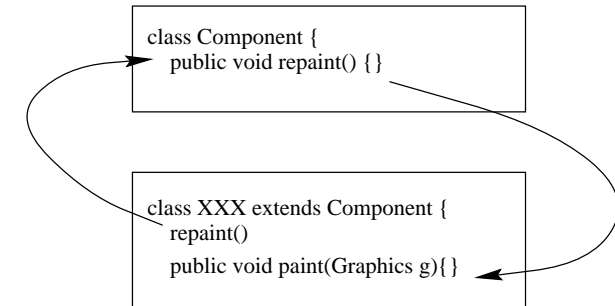 class Component {
public void repaint() {}
class XXX extends Component {
repaint()
public void paint(Graphics g){}